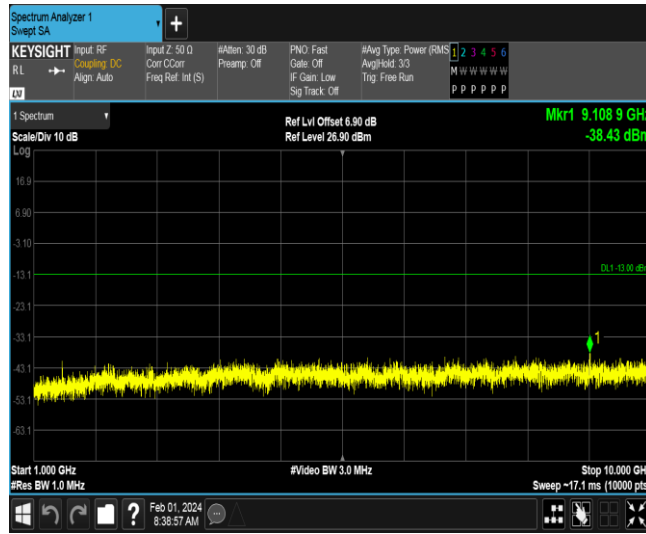 Spectrum Analyzer 1
Swept SA
KEYSIGHT Input: RF Input Z: 50 Ω #Atten: 30 dB PNO: Fast #Avg Type: Power (RMS 1 2 3 4 5 6
RL Coupling: DC Corr CCorr Preamp: Off Gate: Off Avg|Hold: 3/3 M W W W W W
Align: Auto Freq Ref: Int (S) IF Gain: Low Trig: Free Run
LXI Sig Track: Off P P P P P P
1 Spectrum Ref Lvl Offset 6.90 dB Mkr1 9.108 9 GHz
Scale/Div 10 dB Ref Level 26.90 dBm -38.43 dBm
Log
16.9
6.90
-3.10
-13.1 DL1 -13.00 dBm
-23.1
-33.1 1
-43.1
-53.1
-63.1
Start 1.000 GHz #Video BW 3.0 MHz Stop 10.000 GHz
#Res BW 1.0 MHz Sweep ~17.1 ms (10000 pts
? Feb 01, 2024
8:38:57 AM